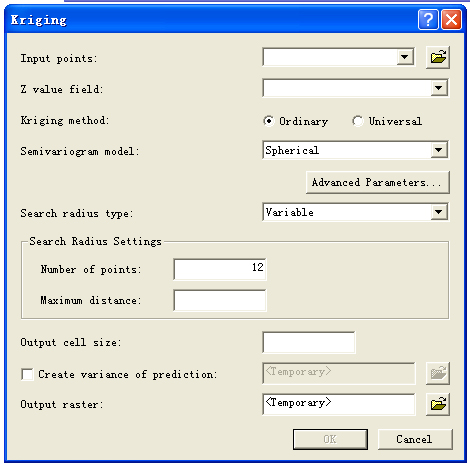 Kriging
Input points:
Z value field:
Kriging method: Ordinary Universal
Semivariogram model: Spherical
Advanced Parameters...
Search radius type: Variable
Search Radius Settings
Number of points: 12
Maximum distance:
Output cell size:
Create variance of prediction: <Temporary>
Output raster: <Temporary>
OK Cancel